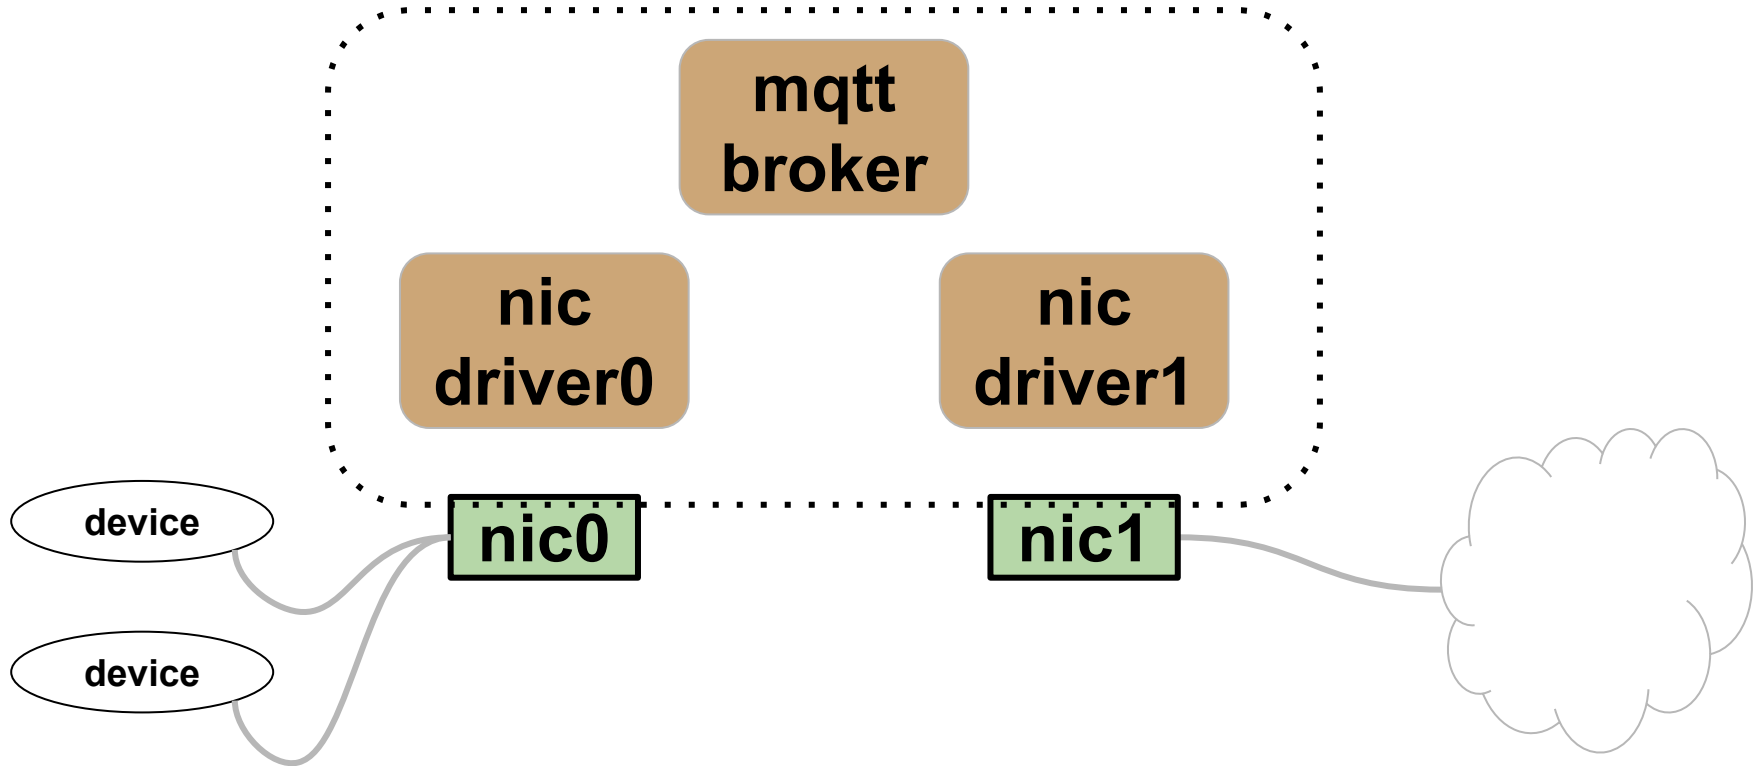 mqtt
broker
nic
driver0
nic
driver1
device
nic0
nic1
device